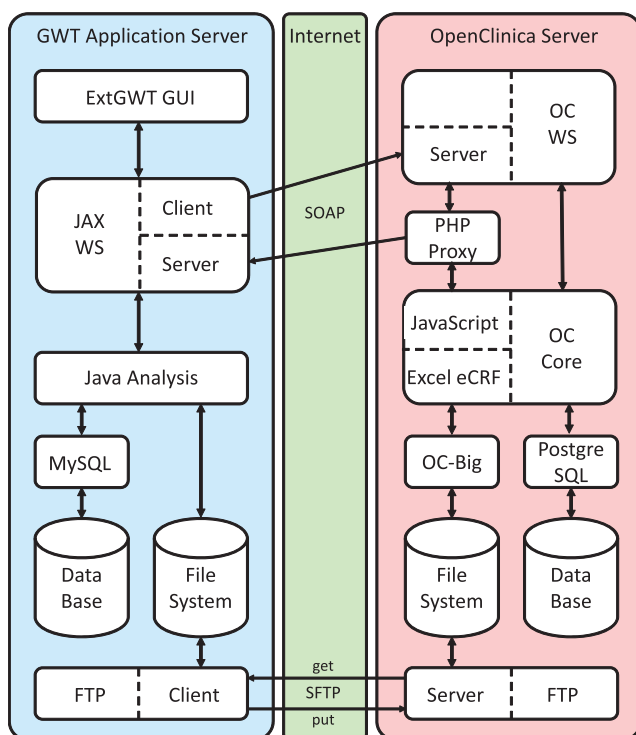 GWT Application Server
Internet
OpenClinica Server
ExtGWT GUI
JAX
WS
Client
Server
SOAP
Server
OC
WS
PHP
Proxy
JavaScript
Excel eCRF
OC
Core
Java Analysis
MySQL
OC-Big
Postgre
SQL
Data
Base
File
System
File
System
Data
Base
FTP
Client
get
SFTP
put
Server
FTP